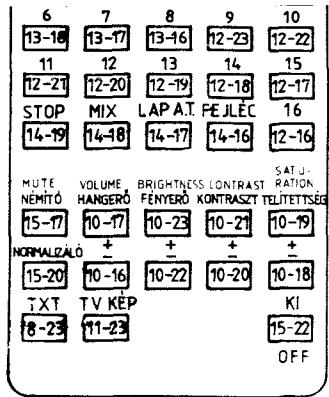 6 7 8 9 10
13-18 13-17 13-16 12-23 12-22
11 12 13 14 15
12-21 12-20 12-19 12-18 12-17
STOP MIX LAP A.T. FEJLÉC 16
14-19 14-18 14-17 14-16 12-16
MUTE VOLUME BRIGHTNESS CONTRAST SATU-RATION
NÉMÍTÓ HANGERŐ FÉNYERŐ KONTRASZT TELÍTETTSÉG
15-17 10-17 10-23 10-21 10-19
NORMALIZÁLÓ + + + +
- - - -
15-20 10-16 10-22 10-20 10-18
TXT TV KÉP KI
8-23 11-23 15-22
OFF